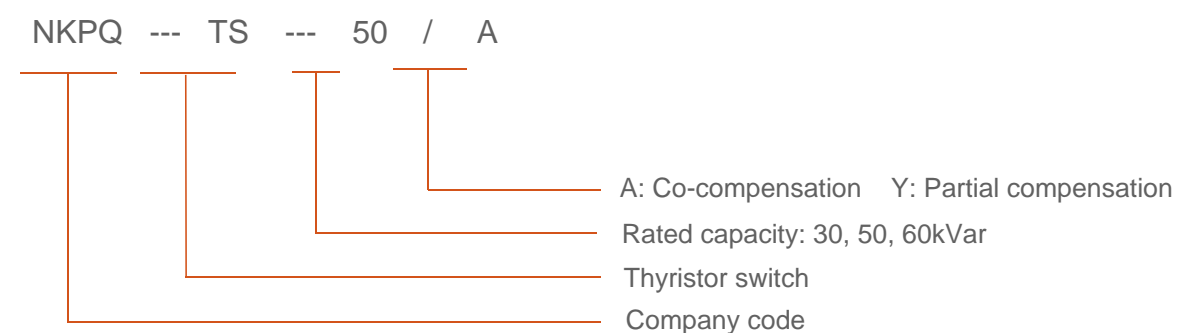 NKPQ --- TS --- 50 / A
A: Co-compensation Y: Partial compensation
Rated capacity: 30, 50, 60kVar
Thyristor switch
Company code